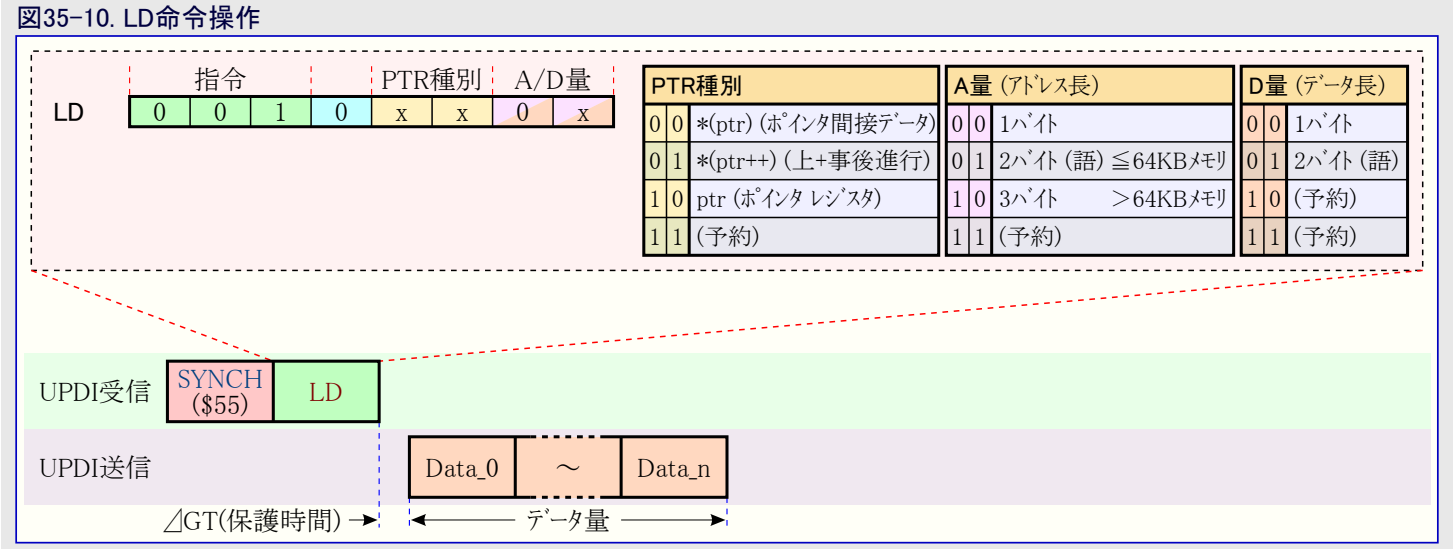 図35-10. LD命令操作
指令 PTR種別 A/D量
LD 0 0 1 0 x x 0 x
PTR種別
0 0 *(ptr) (ポインタ間接データ)
0 1 *(ptr++) (上+事後進行)
1 0 ptr (ポインタ レジスタ)
1 1 (予約)
A量 (アドレス長)
0 0 1バイト
0 1 2バイト (語) ≦64KBメモリ
1 0 3バイト >64KBメモリ
1 1 (予約)
D量 (データ長)
0 0 1バイト
0 1 2バイト (語)
1 0 (予約)
1 1 (予約)
UPDI受信
SYNCH
($55)
LD
UPDI送信
Data_0 ～ Data_n
⊿GT(保護時間)
データ量